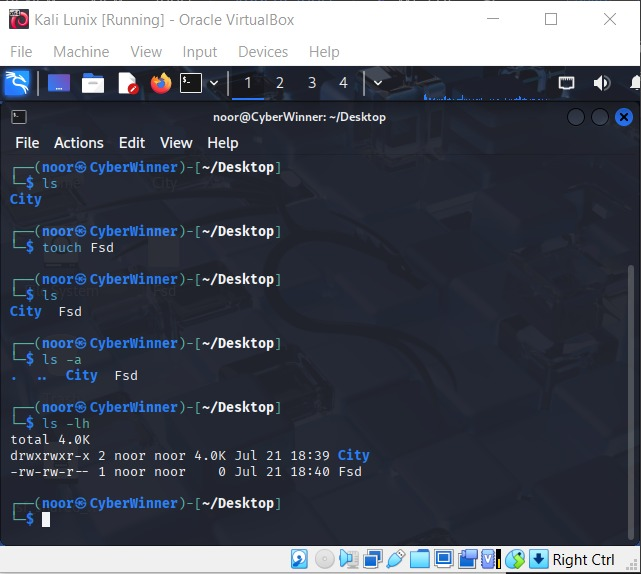 Kali Lunix [Running] - Oracle VirtualBox
File Machine View Input Devices Help
1 2 3 4
noor@CyberWinner: ~/Desktop
File Actions Edit View Help
┌──(noor㉿CyberWinner)-[~/Desktop]
└─$ ls
City
┌──(noor㉿CyberWinner)-[~/Desktop]
└─$ touch Fsd
┌──(noor㉿CyberWinner)-[~/Desktop]
└─$ ls
City Fsd
┌──(noor㉿CyberWinner)-[~/Desktop]
└─$ ls -a
. .. City Fsd
┌──(noor㉿CyberWinner)-[~/Desktop]
└─$ ls -lh
total 4.0K
drwxrwxr-x 2 noor noor 4.0K Jul 21 18:39 City
-rw-rw-r-- 1 noor noor 0 Jul 21 18:40 Fsd
┌──(noor㉿CyberWinner)-[~/Desktop]
└─$
Right Ctrl